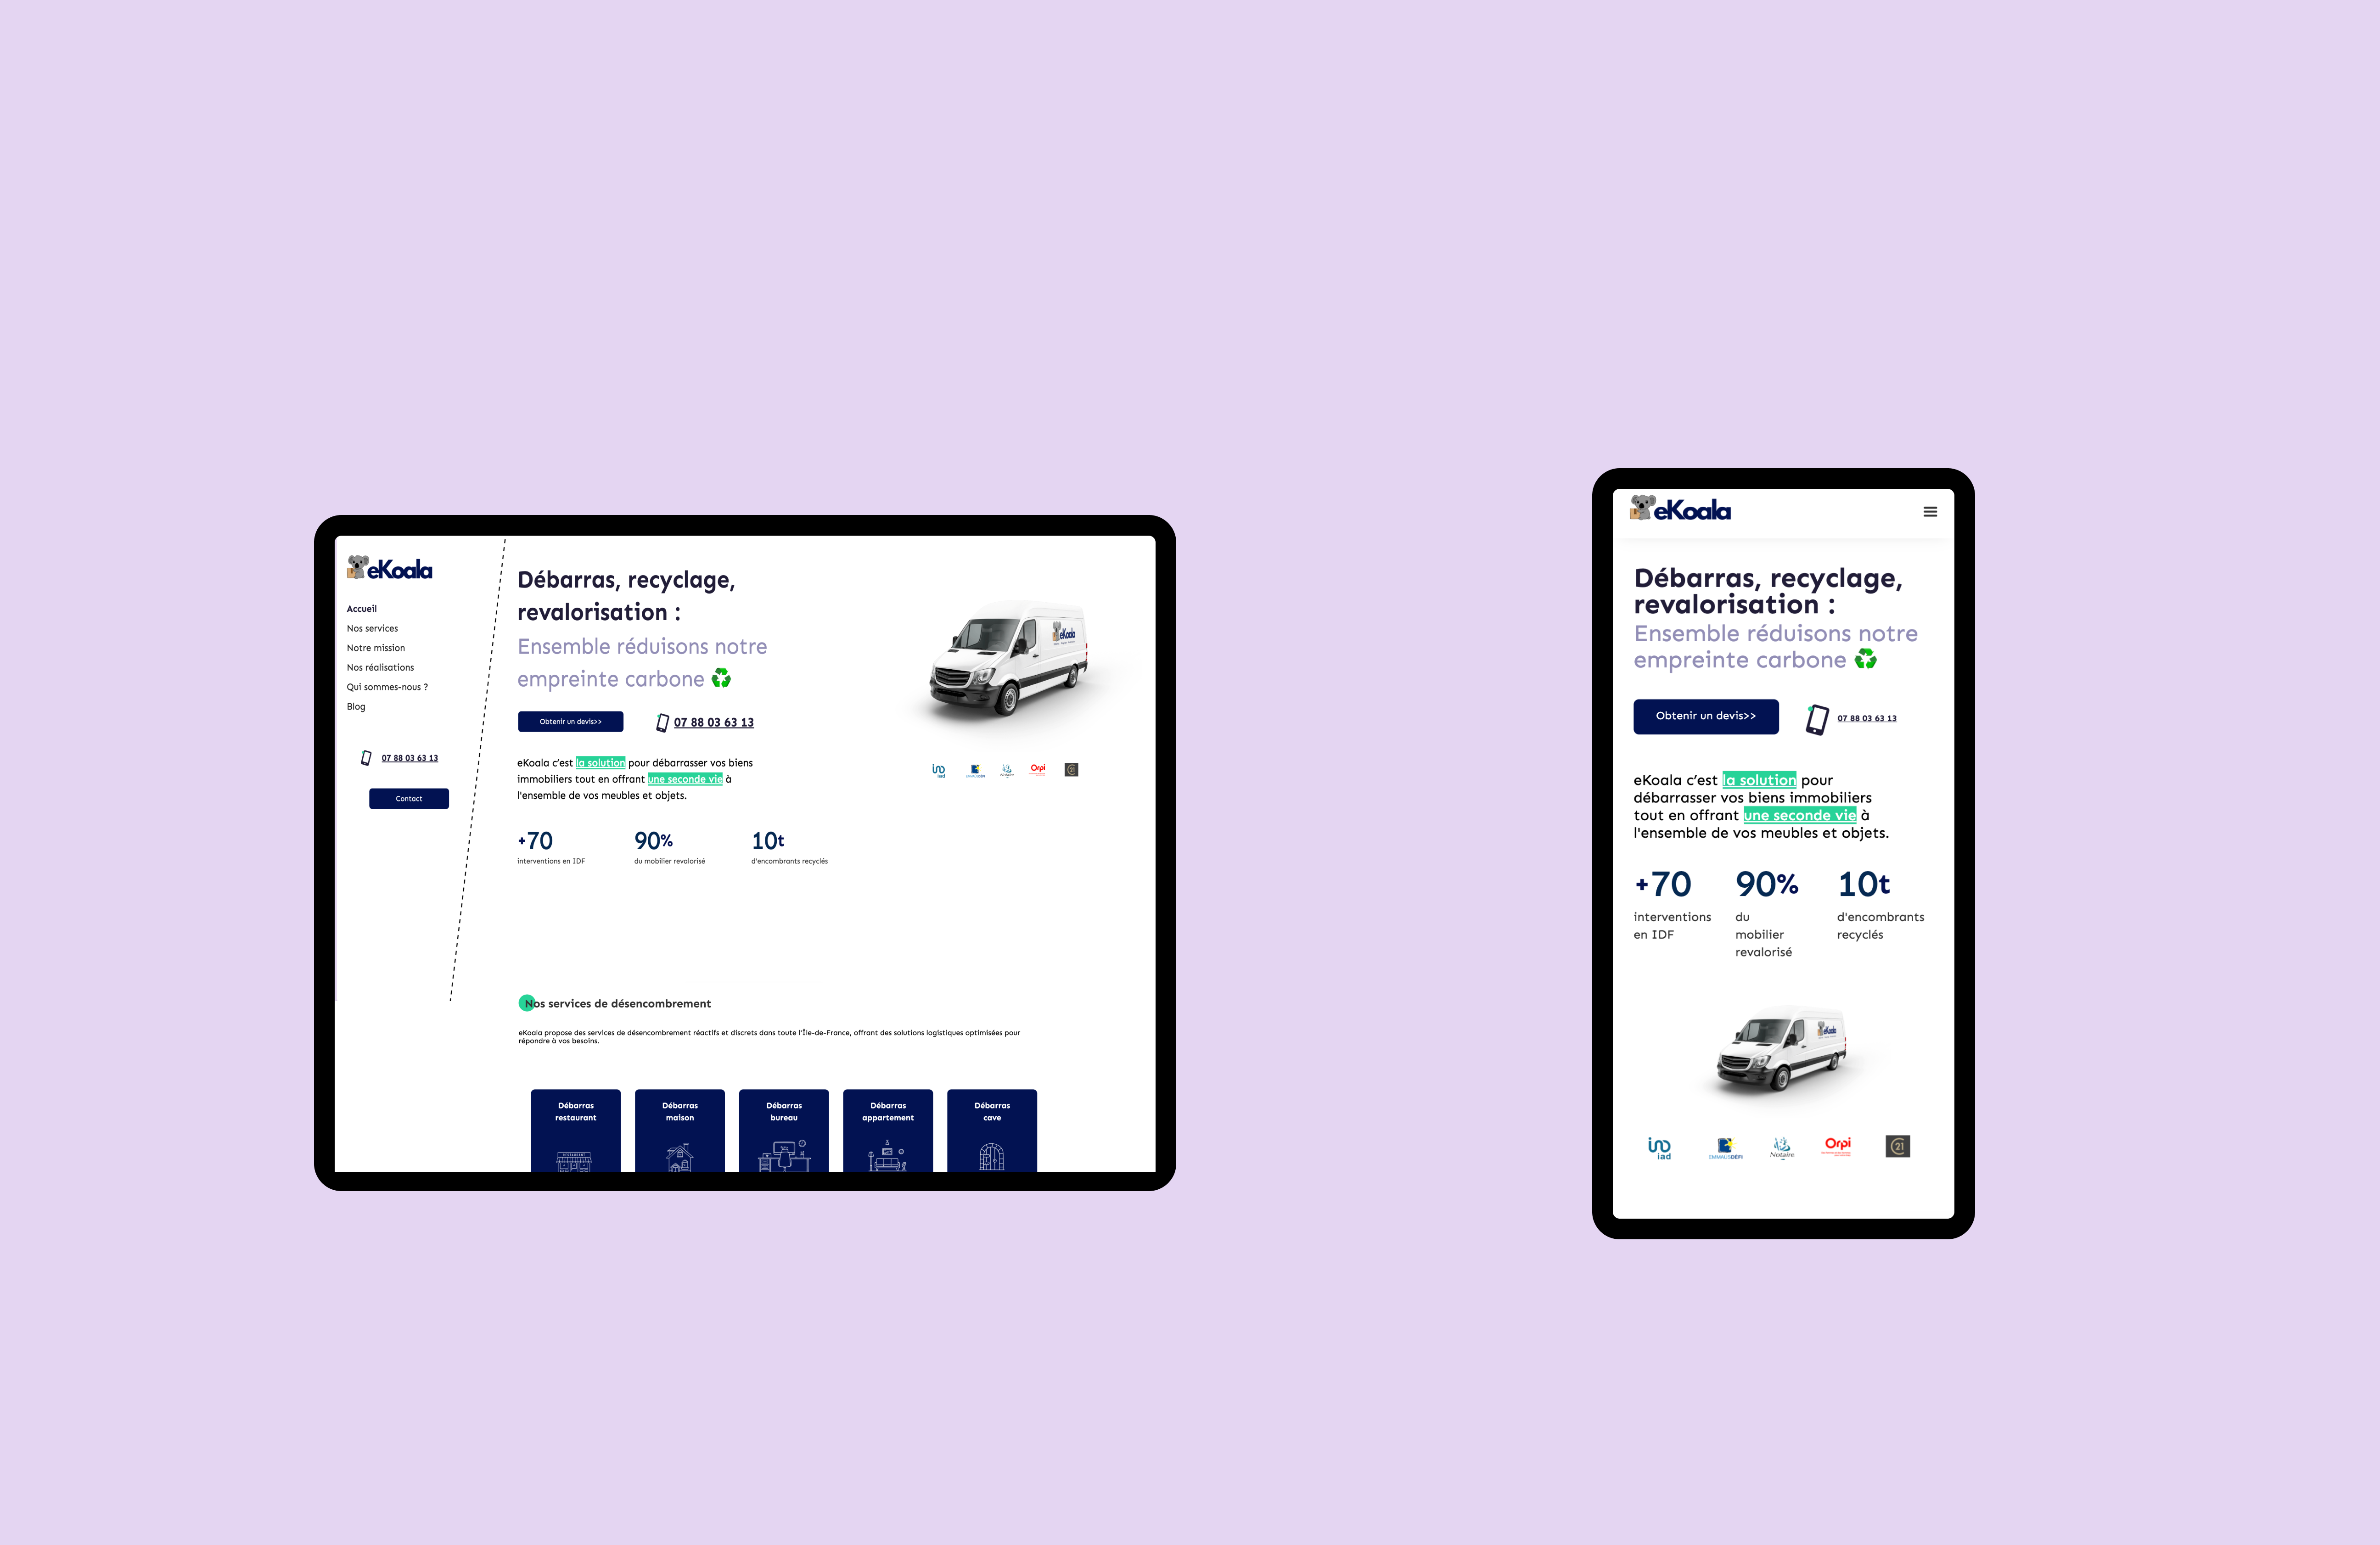 eKoala
Accueil
Nos services
Notre mission
Nos réalisations
Qui sommes-nous ?
Blog
07 88 03 63 13
Contact
Débarras, recyclage,
revalorisation :
Ensemble réduisons notre
empreinte carbone
Obtenir un devis>>
07 88 03 63 13
eKoala c’est la solution pour débarrasser vos biens
immobiliers tout en offrant une seconde vie à
l'ensemble de vos meubles et objets.
+70
interventions en IDF
90%
du mobilier revalorisé
10t
d'encombrants recyclés
eKoala
iad
EMMAUSDÉFI
Notaire
Orpi
C21
Nos services de désencombrement
eKoala propose des services de désencombrement réactifs et discrets dans toute l'Île-de-France, offrant des solutions logistiques optimisées pour
répondre à vos besoins.
Débarras
restaurant
RESTAURANT
Débarras
maison
Débarras
bureau
Débarras
appartement
Débarras
cave
eKoala
Débarras, recyclage,
revalorisation :
Ensemble réduisons notre
empreinte carbone
Obtenir un devis>>
07 88 03 63 13
eKoala c’est la solution pour
débarrasser vos biens immobiliers
tout en offrant une seconde vie à
l'ensemble de vos meubles et objets.
+70
interventions
en IDF
90%
du
mobilier
revalorisé
10t
d'encombrants
recyclés
eKoala
iad
EMMAUSDÉFI
Notaire
Orpi
C21